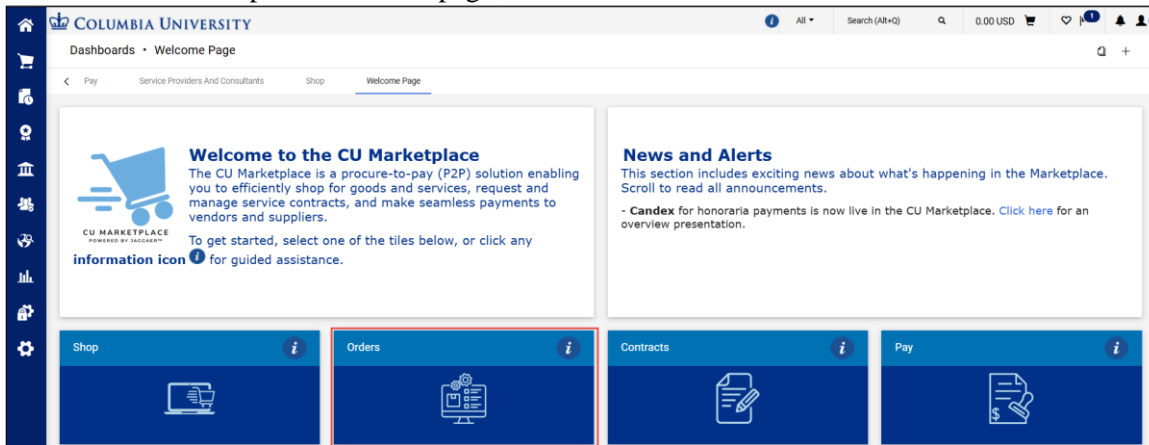 COLUMBIA UNIVERSITY
i All Search (Alt+Q) 0.00 USD 1
Dashboards • Welcome Page
Pay Service Providers And Consultants Shop Welcome Page
Welcome to the CU Marketplace
The CU Marketplace is a procure-to-pay (P2P) solution enabling
you to efficiently shop for goods and services, request and
manage service contracts, and make seamless payments to
vendors and suppliers.
CU MARKETPLACE
POWERED BY JAGGAER™
To get started, select one of the tiles below, or click any
information icon i for guided assistance.
News and Alerts
This section includes exciting news about what's happening in the Marketplace.
Scroll to read all announcements.
- Candex for honoraria payments is now live in the CU Marketplace. Click here for an
overview presentation.
Shop i
Orders i
Contracts i
Pay i
$